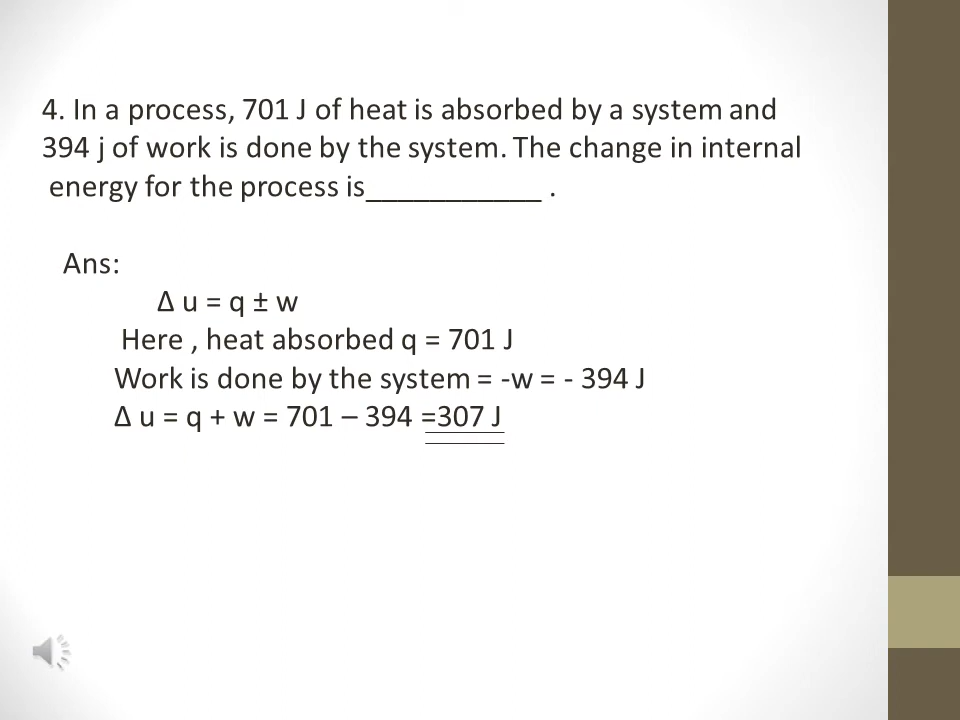 4. In a process, 701 J of heat is absorbed by a system and
394 j of work is done by the system. The change in internal
energy for the process is___________ .
Ans:
Δ u = q ± w
Here , heat absorbed q = 701 J
Work is done by the system = -w = - 394 J
Δ u = q + w = 701 – 394 =307 J